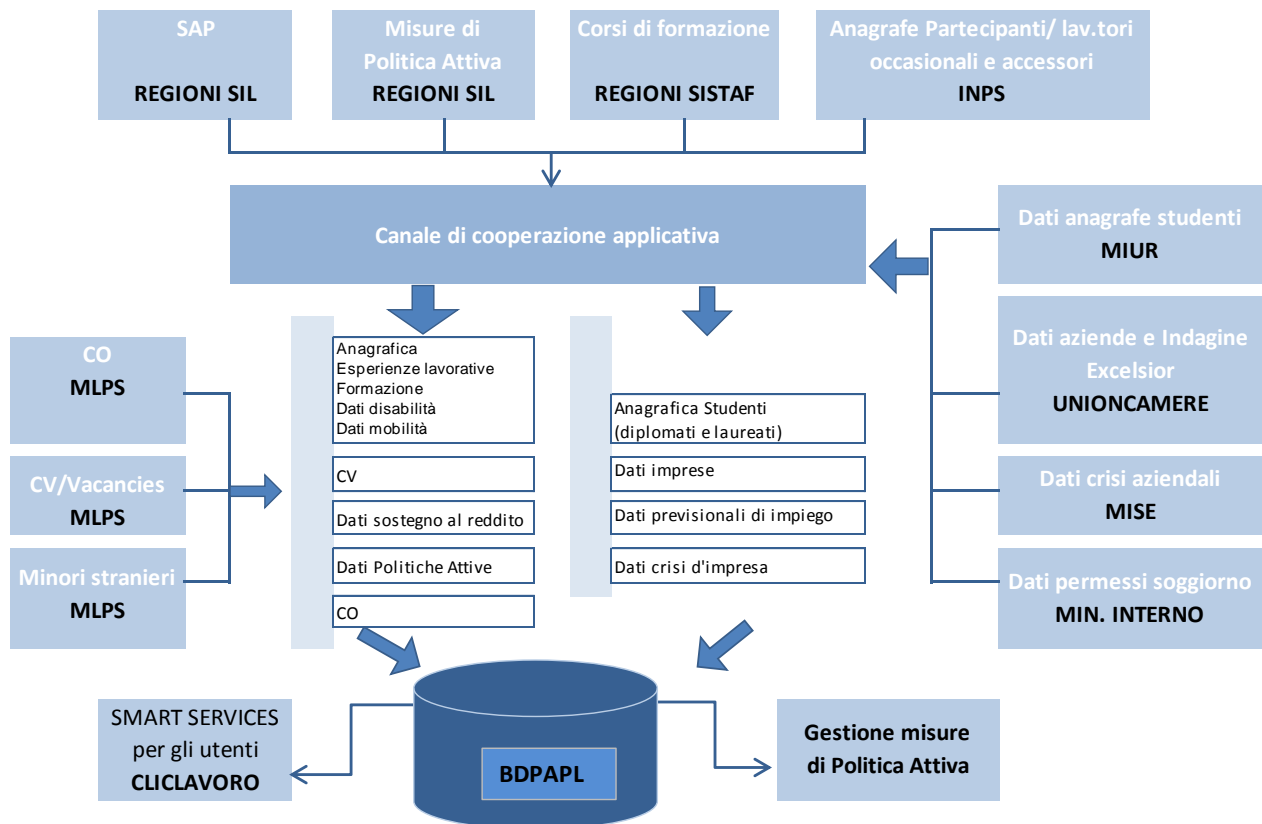 SAP
REGIONI SIL
Misure di
Politica Attiva
REGIONI SIL
Corsi di formazione
REGIONI SISTAF
Anagrafe Partecipanti/ lav.tori
occasionali e accessori
INPS
Canale di cooperazione applicativa
Dati anagrafe studenti
MIUR
Dati aziende e Indagine
Excelsior
UNIONCAMERE
Dati crisi aziendali
MISE
Dati permessi soggiorno
MIN. INTERNO
CO
MLPS
CV/Vacancies
MLPS
Minori stranieri
MLPS
Anagrafica
Esperienze lavorative
Formazione
Dati disabilità
Dati mobilità
CV
Dati sostegno al reddito
Dati Politiche Attive
CO
Anagrafica Studenti
(diplomati e laureati)
Dati imprese
Dati previsionali di impiego
Dati crisi d'impresa
SMART SERVICES
per gli utenti
CLICLAVORO
BDPAPL
Gestione misure
di Politica Attiva